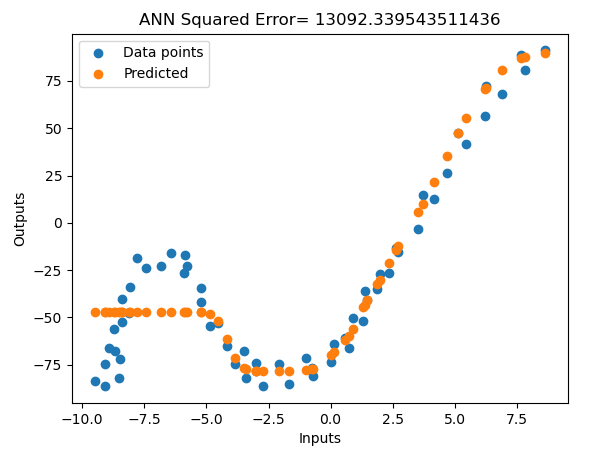 ANN Squared Error= 13092.339543511436
Data points
Predicted
75
50
25
0
−25
−50
−75
Outputs
−10.0 −7.5 −5.0 −2.5 0.0 2.5 5.0 7.5
Inputs